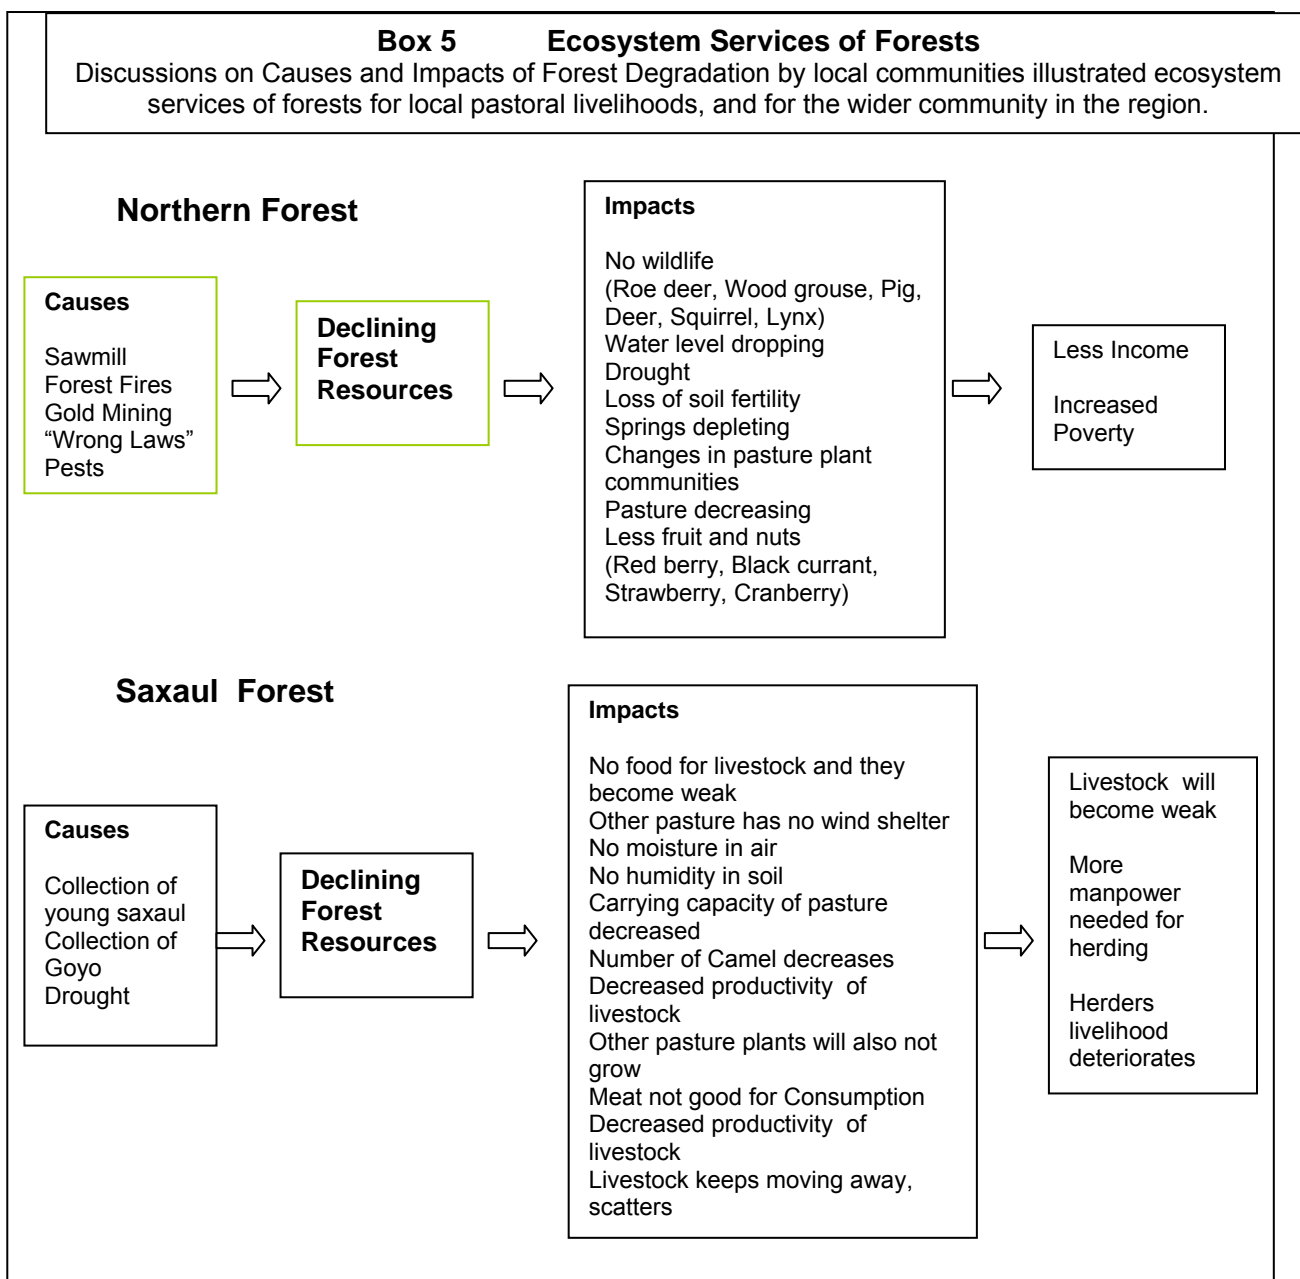 Box 5 Ecosystem Services of Forests
Discussions on Causes and Impacts of Forest Degradation by local communities illustrated ecosystem
services of forests for local pastoral livelihoods, and for the wider community in the region.
Northern Forest
Causes
Sawmill
Forest Fires
Gold Mining
“Wrong Laws”
Pests
Declining
Forest
Resources
Impacts
No wildlife
(Roe deer, Wood grouse, Pig,
Deer, Squirrel, Lynx)
Water level dropping
Drought
Loss of soil fertility
Springs depleting
Changes in pasture plant
communities
Pasture decreasing
Less fruit and nuts
(Red berry, Black currant,
Strawberry, Cranberry)
Less Income
Increased
Poverty
Saxaul Forest
Causes
Collection of
young saxaul
Collection of
Goyo
Drought
Declining
Forest
Resources
Impacts
No food for livestock and they
become weak
Other pasture has no wind shelter
No moisture in air
No humidity in soil
Carrying capacity of pasture
decreased
Number of Camel decreases
Decreased productivity of
livestock
Other pasture plants will also not
grow
Meat not good for Consumption
Decreased productivity of
livestock
Livestock keeps moving away,
scatters
Livestock will
become weak
More
manpower
needed for
herding
Herders
livelihood
deteriorates